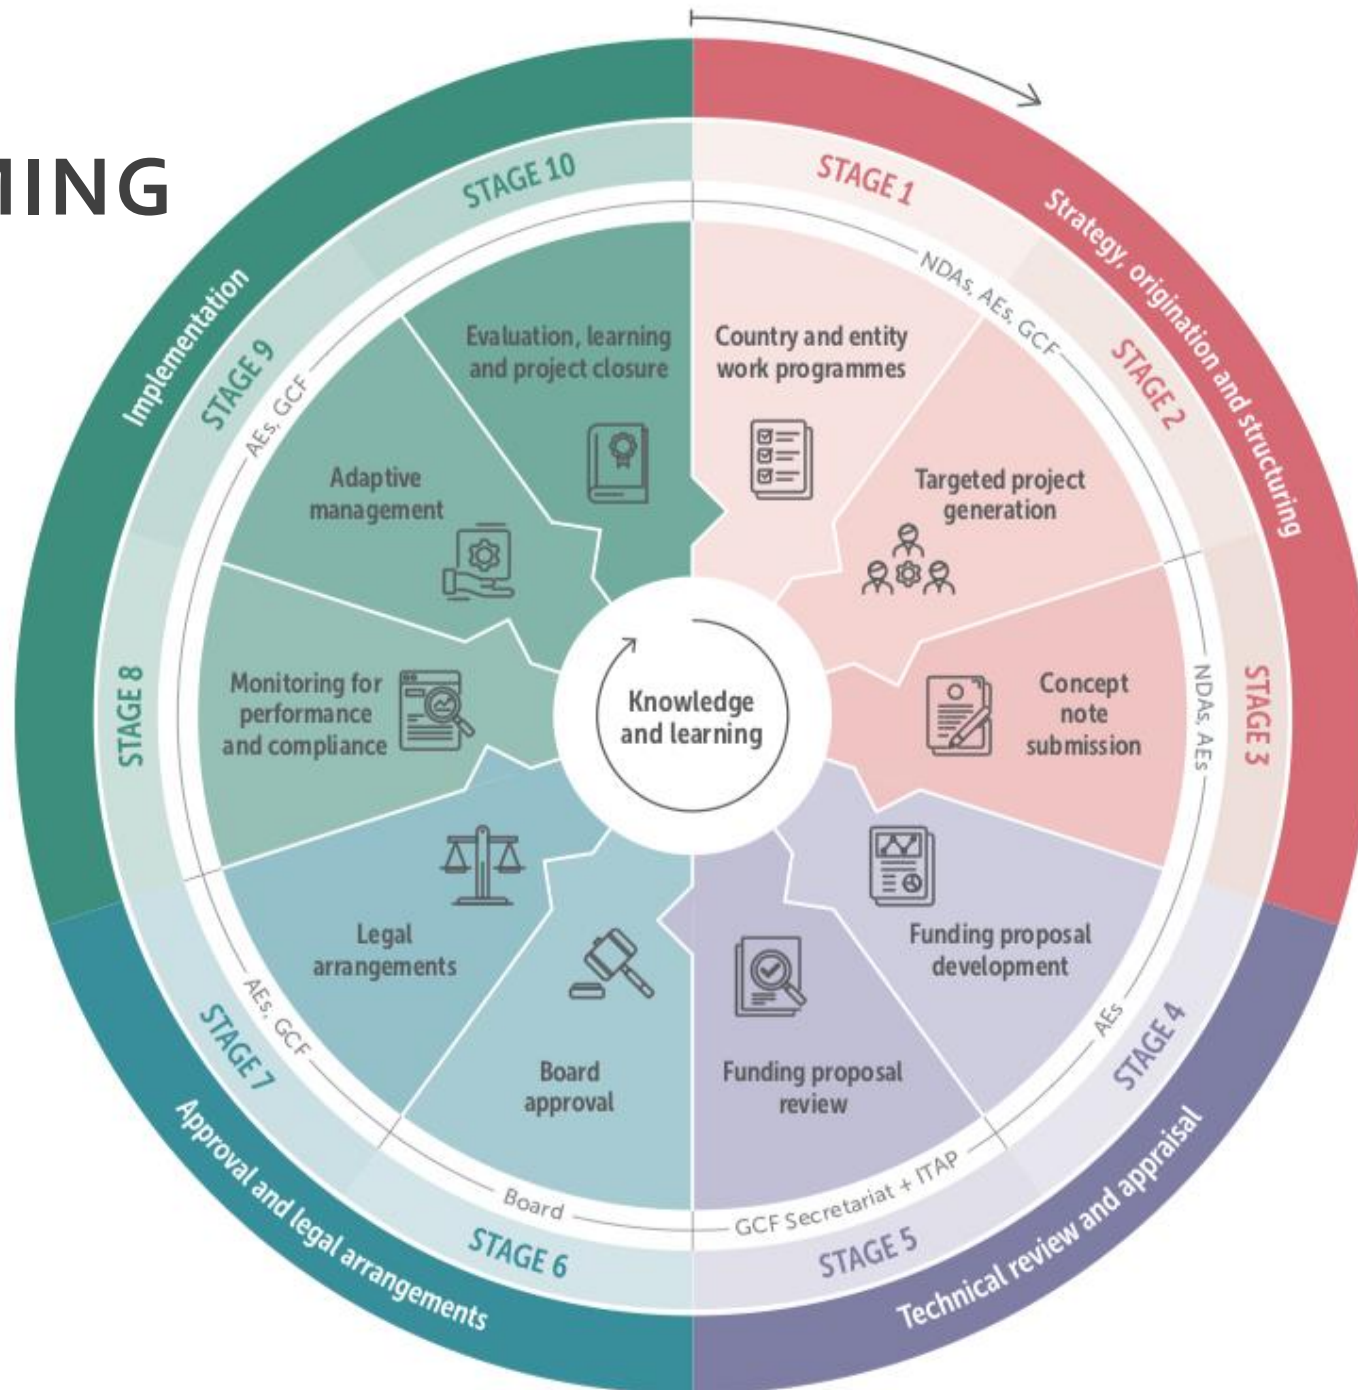 MING
STAGE 1
STAGE 2
STAGE 3
STAGE 4
STAGE 5
STAGE 6
STAGE 7
STAGE 8
STAGE 9
STAGE 10
Strategy, origination and structuring
Technical review and appraisal
Approval and legal arrangements
Implementation
NDAs, AEs, GCF
NDAs, AEs
AEs
GCF Secretariat + ITAP
Board
AEs, GCF
AEs, GCF
Country and entity
work programmes
Targeted project
generation
Concept
note
submission
Funding proposal
development
Funding proposal
review
Board
approval
Legal
arrangements
Monitoring for
performance
and compliance
Adaptive
management
Evaluation, learning
and project closure
Knowledge
and learning